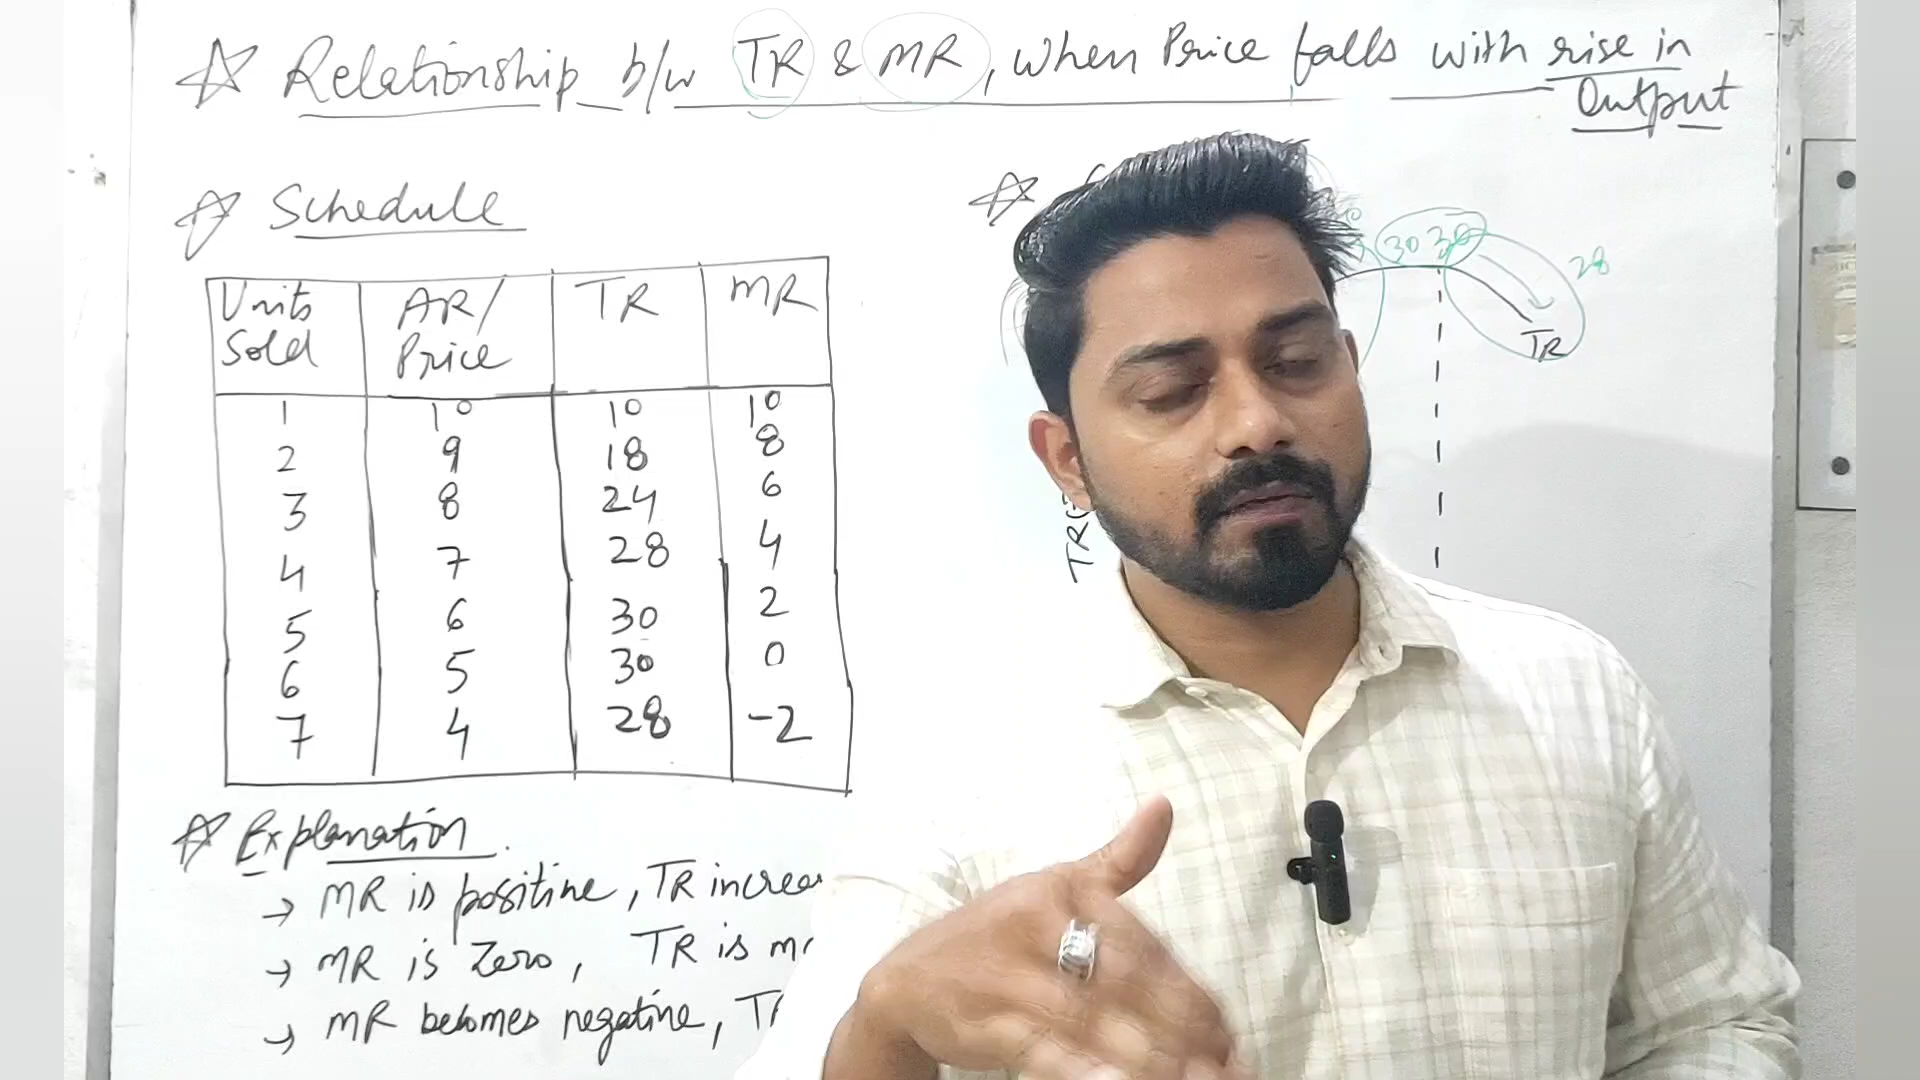 Relationship b/w TR & MR, when Price falls with rise in
Output
Schedule
Units Sold AR/ Price TR MR
1 10 10 10
2 9 18 8
3 8 24 6
4 7 28 4
5 6 30 2
6 5 30 0
7 4 28 -2
Explanation
→ MR is positive, TR increa
→ MR is Zero, TR is m
→ MR becomes negative, T
30 30
28
TR
TR